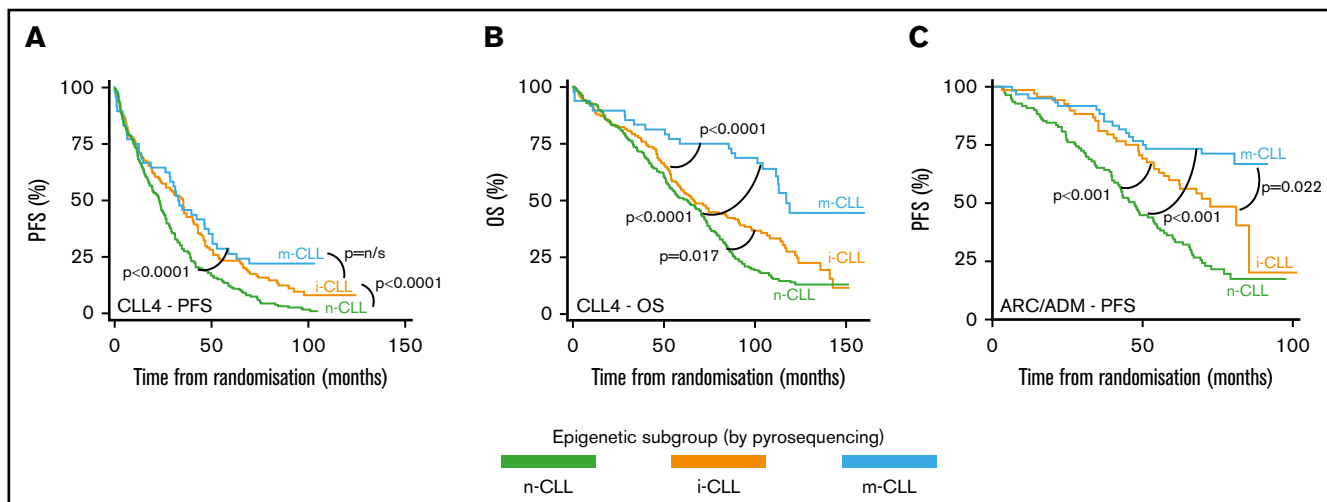 A
PFS (%)
100
75
50
25
0
p<0.0001
m-CLL
p=n/s
i-CLL
p<0.0001
n-CLL
CLL4 - PFS
0 50 100 150
Time from randomisation (months)
B
OS (%)
100
75
50
25
0
p<0.0001
p<0.0001
p=0.017
m-CLL
i-CLL
n-CLL
CLL4 - OS
0 50 100 150
Time from randomisation (months)
C
PFS (%)
100
75
50
25
0
p<0.001
p<0.001
m-CLL
p=0.022
i-CLL
n-CLL
ARC/ADM - PFS
0 50 100
Time from randomisation (months)
Epigenetic subgroup (by pyrosequencing)
n-CLL i-CLL m-CLL